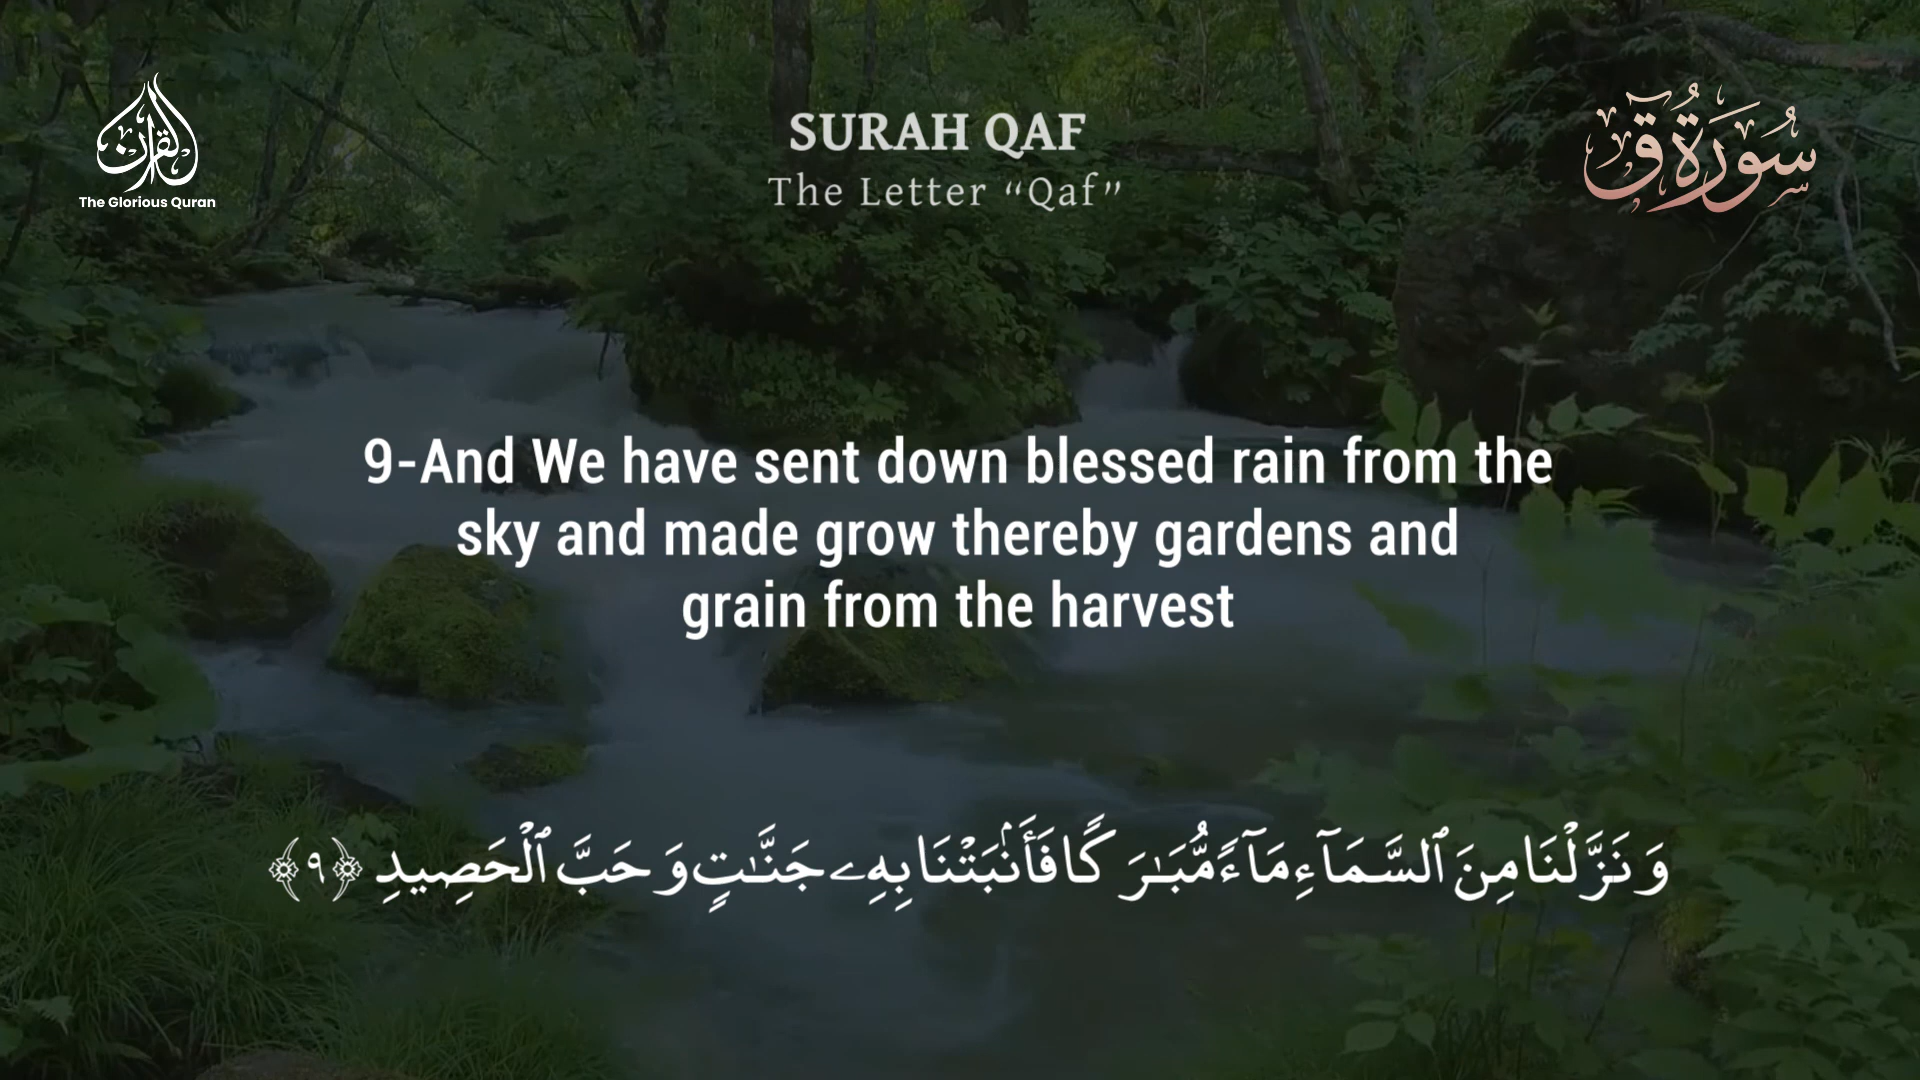 القرآن
The Glorious Quran
SURAH QAF
The Letter “Qaf”
سُورَةُ قٓ
9-And We have sent down blessed rain from the
sky and made grow thereby gardens and
grain from the harvest
وَنَزَّلْنَا مِنَ ٱلسَّمَآءِ مَآءًۭ مُّبَـٰرَكًۭا فَأَنۢبَتْنَا بِهِۦ جَنَّـٰتٍۢ وَحَبَّ ٱلْحَصِيدِ ﴿٩﴾